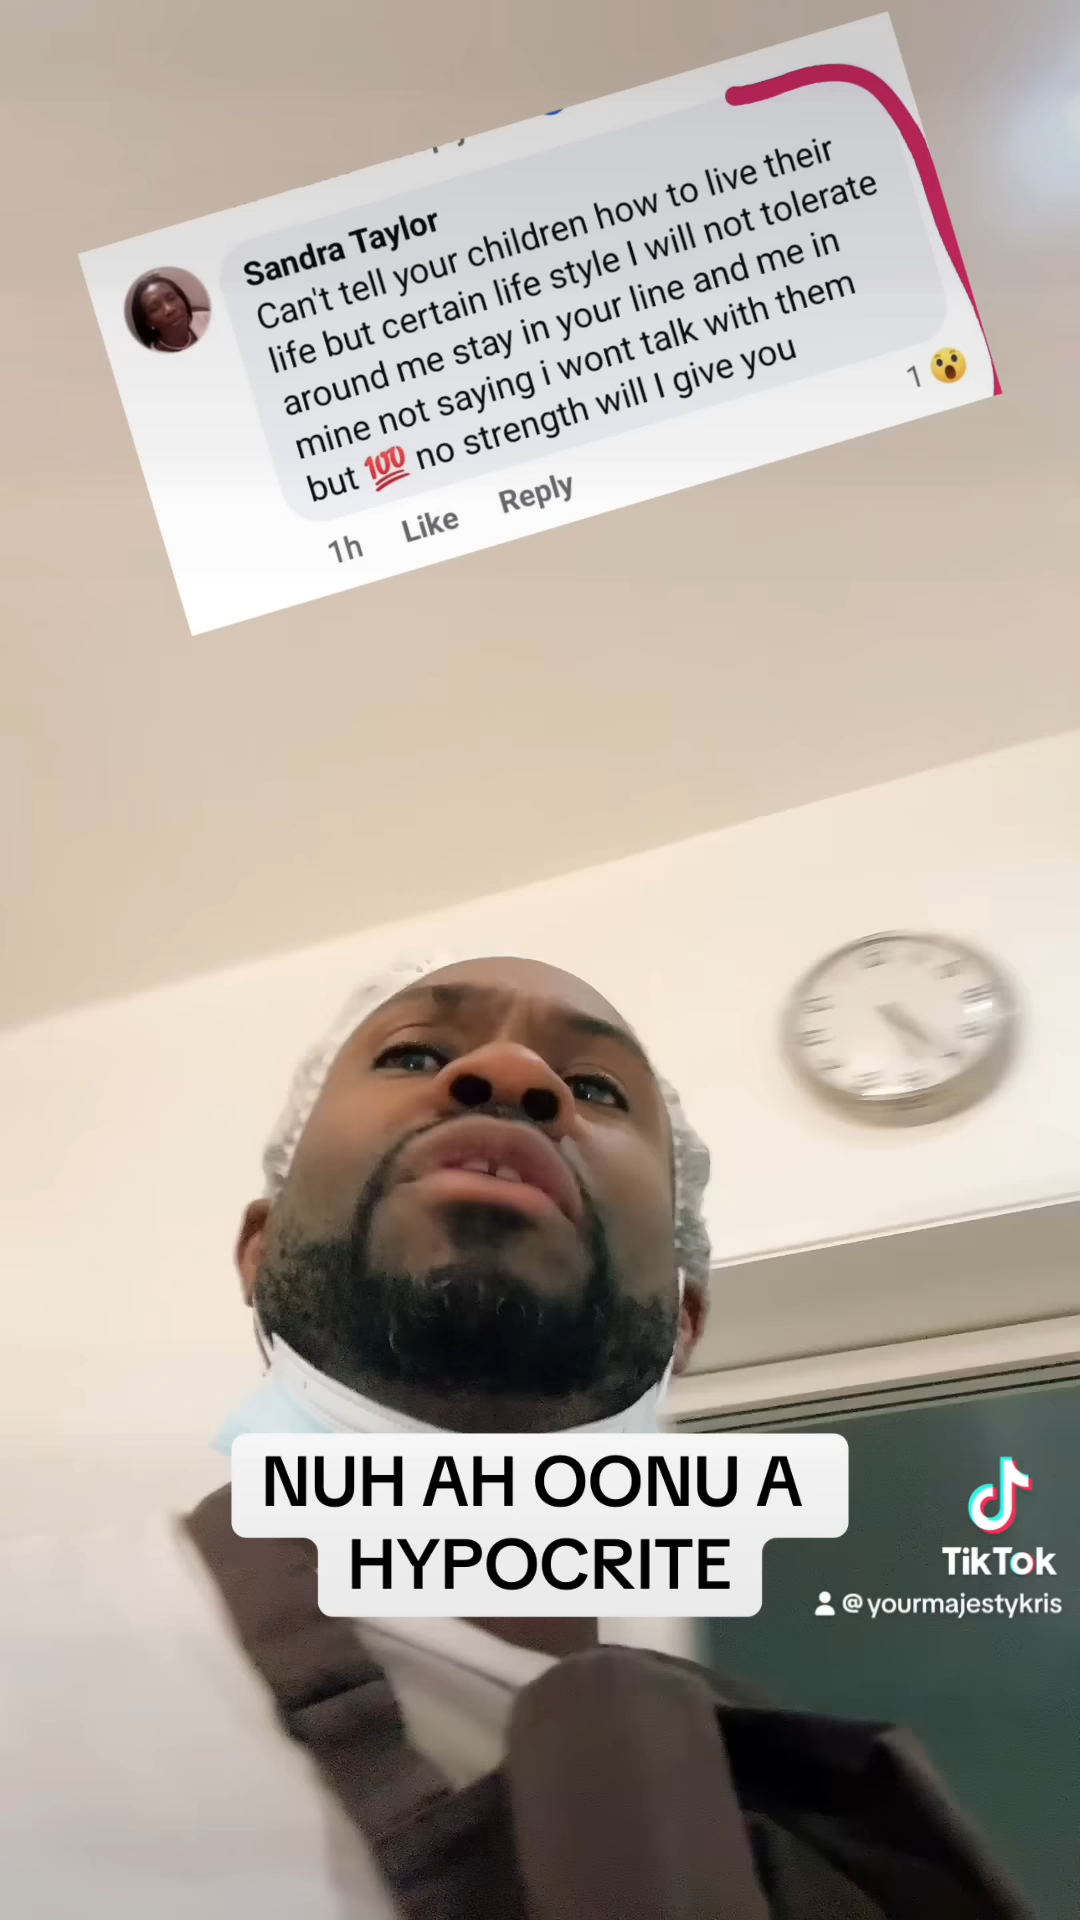 Sandra Taylor
Can't tell your children how to live their
life but certain life style I will not tolerate
around me stay in your line and me in
mine not saying i wont talk with them
but 💯 no strength will I give you
1 😮
1h Like Reply
NUH AH OONU A
HYPOCRITE
TikTok
@yourmajestykris